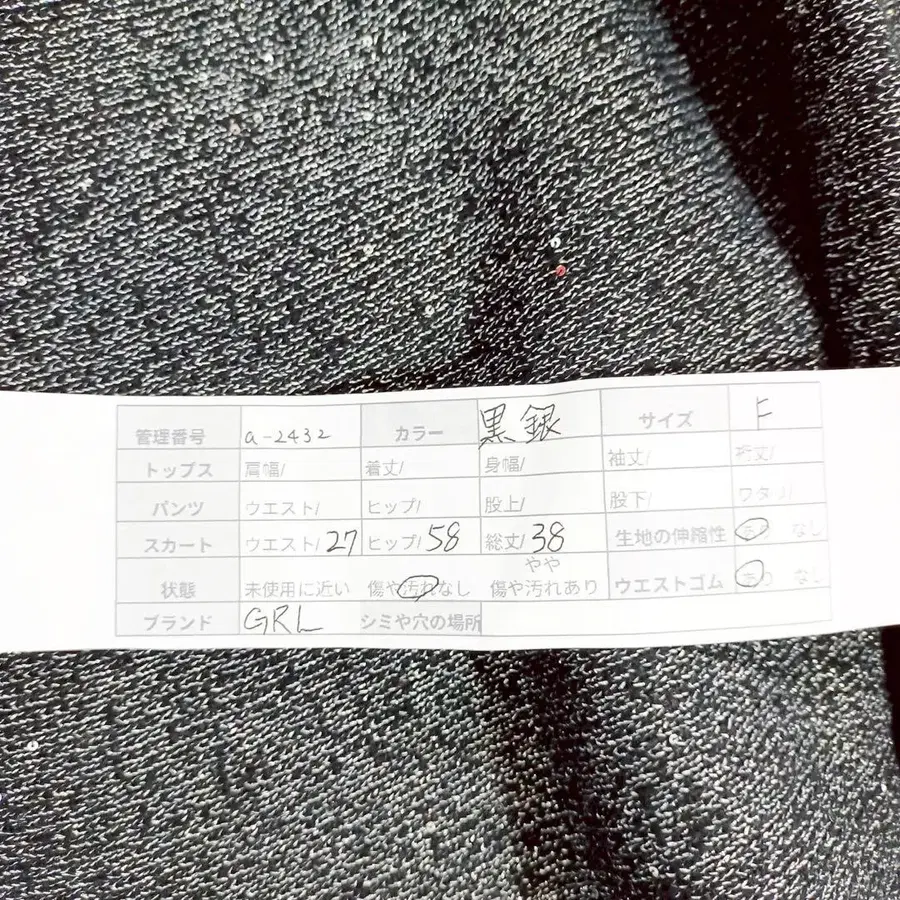 管理番号 a-2432 カラー 黒銀 サイズ F
トップス 肩幅/ 着丈/ 身幅/ 袖丈/ 裄丈/
パンツ ウエスト/ ヒップ/ 股上/ 股下/ ワタリ/
スカート ウエスト/27 ヒップ/58 総丈/38 生地の伸縮性 あり なし
状態 未使用に近い 傷や汚れなし やや傷や汚れあり ウエストゴム あり なし
ブランド GRL シミや穴の場所